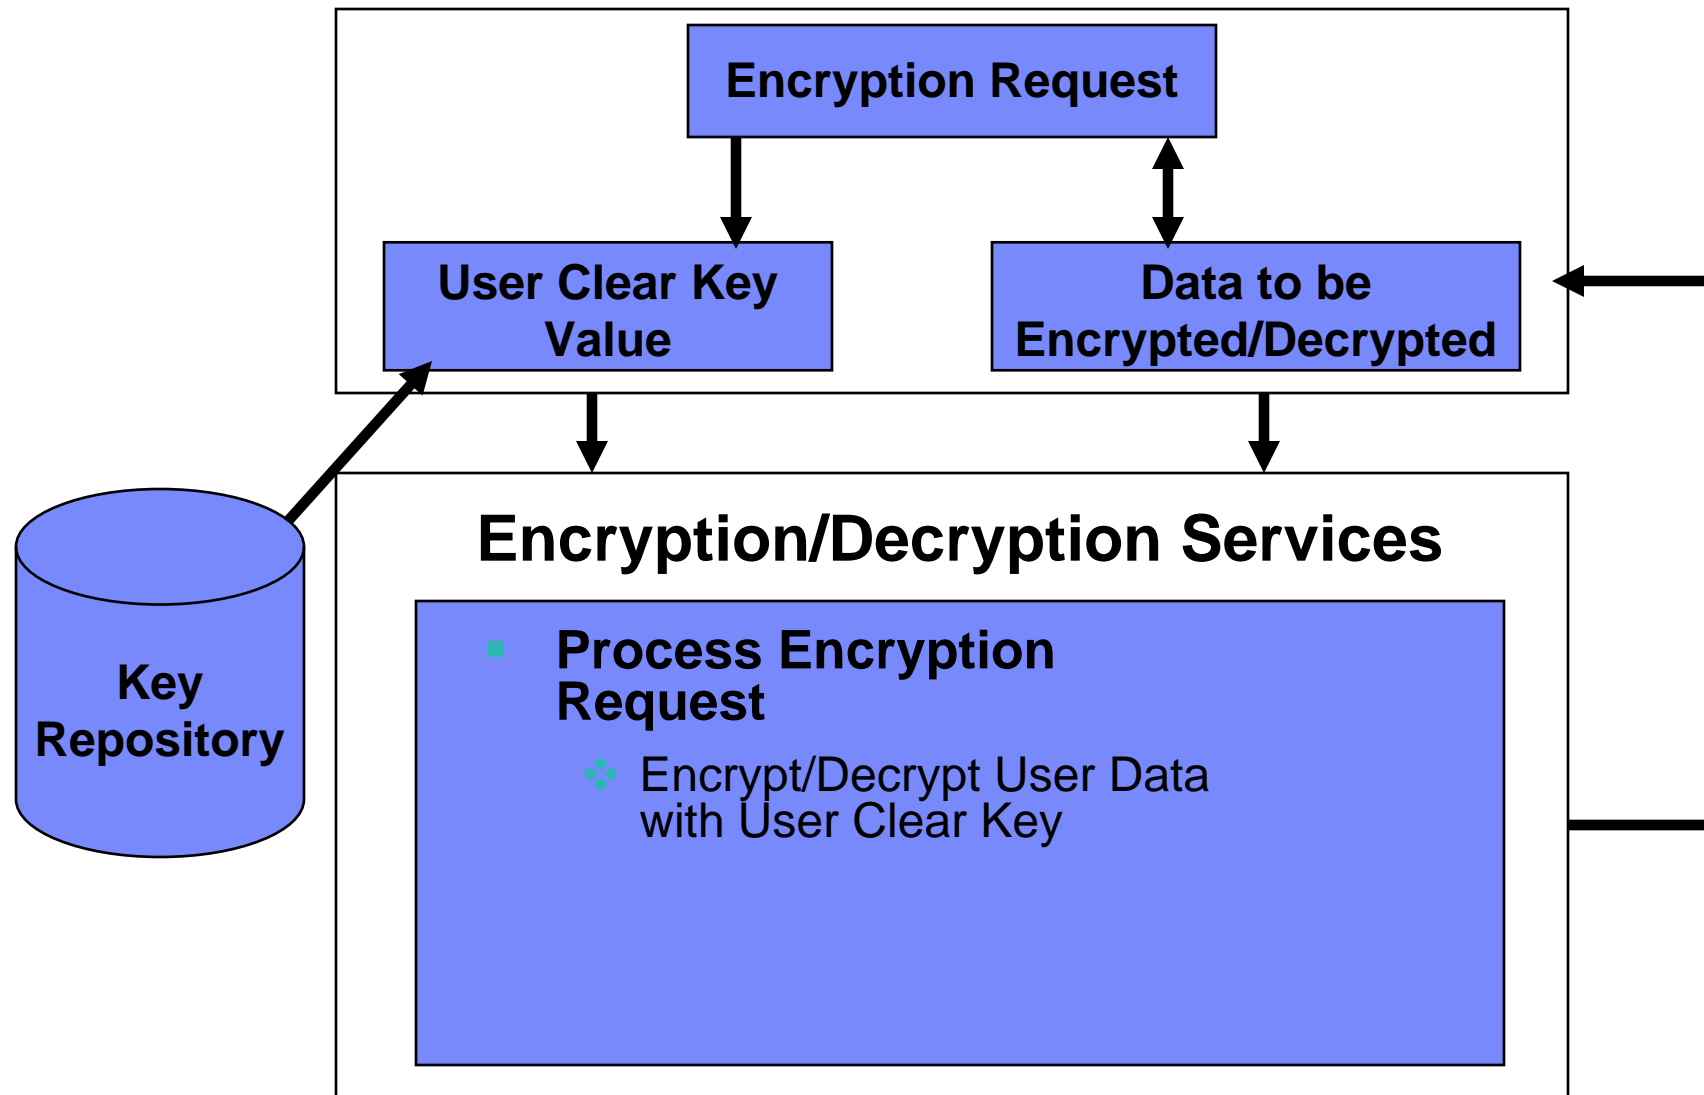 Encryption Request
User Clear Key
Value
Data to be
Encrypted/Decrypted
Encryption/Decryption Services
Key
Repository
Process Encryption
Request
Encrypt/Decrypt User Data
with User Clear Key